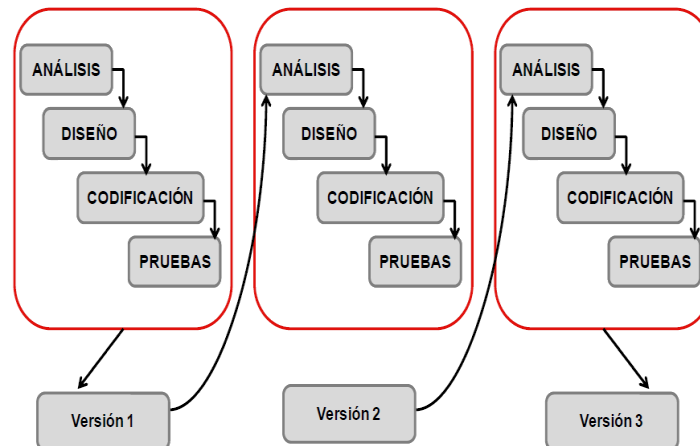 ANÁLISIS
DISEÑO
CODIFICACIÓN
PRUEBAS
ANÁLISIS
DISEÑO
CODIFICACIÓN
PRUEBAS
ANÁLISIS
DISEÑO
CODIFICACIÓN
PRUEBAS
Versión 1
Versión 2
Versión 3